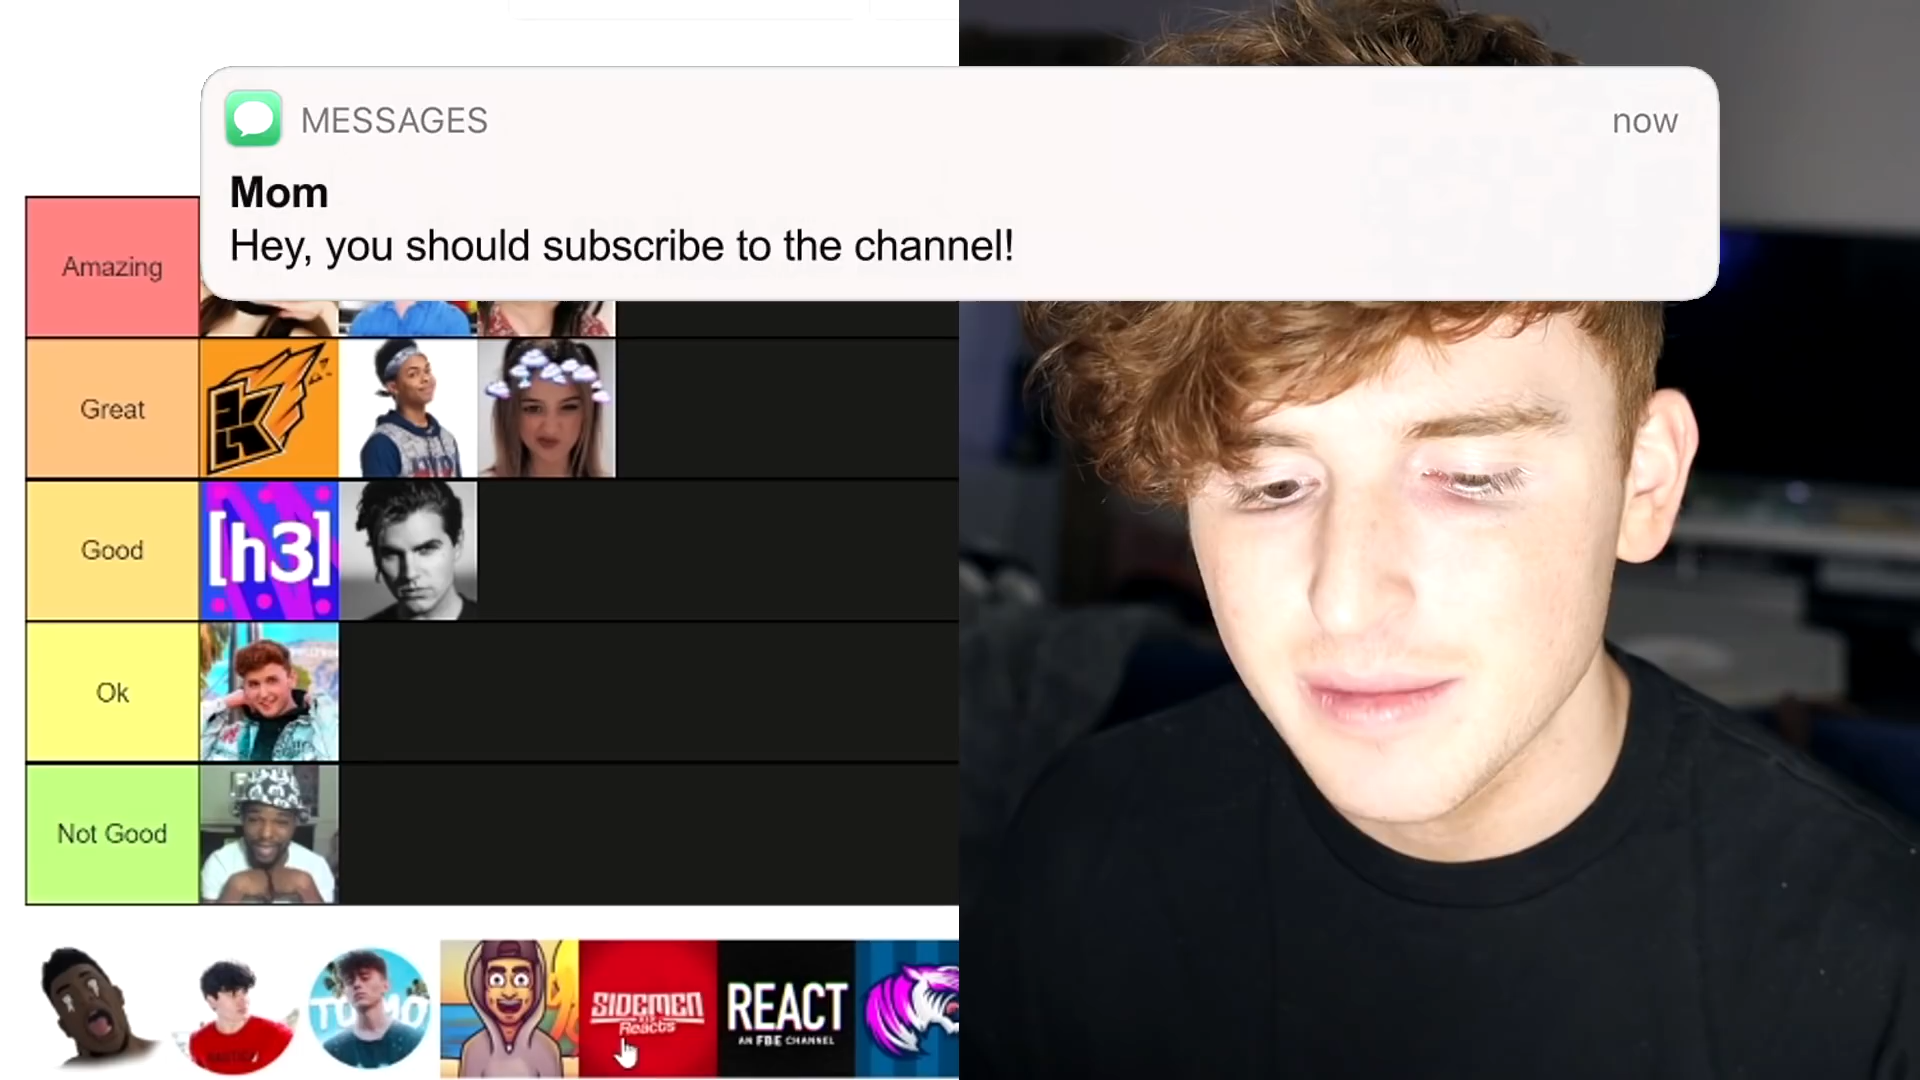 MESSAGES
now
Mom
Hey, you should subscribe to the channel!
Amazing
Great
Good
[h3]
Ok
Not Good
TOMO
SIDEMEN
Reacts
REACT
AN FBE CHANNEL